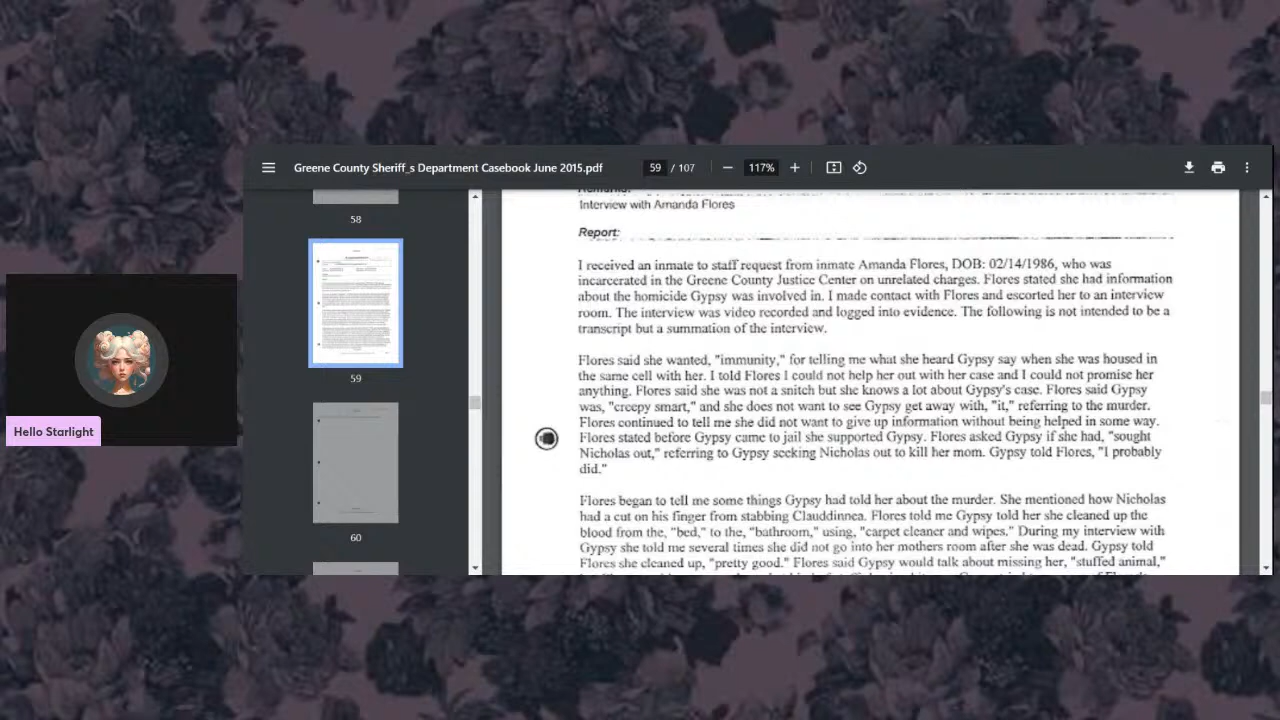 Greene County Sheriff_s Department Casebook June 2015.pdf
59 / 107
117%
58
59
60
Hello Starlight
Interview with Amanda Flores
Report:
I received an inmate to staff request from inmate Amanda Flores, DOB: 02/14/1986, who was
incarcerated in the Greene County Justice Center on unrelated charges. Flores stated she had information
about the homicide Gypsy was involved in. I made contact with Flores and escorted her to an interview
room. The interview was video recorded and logged into evidence. The following is not intended to be a
transcript but a summation of the interview.
Flores said she wanted, "immunity," for telling me what she heard Gypsy say when she was housed in
the same cell with her. I told Flores I could not help her out with her case and I could not promise her
anything. Flores said she was not a snitch but she knows a lot about Gypsy's case. Flores said Gypsy
was, "creepy smart," and she does not want to see Gypsy get away with, "it," referring to the murder.
Flores continued to tell me she did not want to give up information without being helped in some way.
Flores stated before Gypsy came to jail she supported Gypsy. Flores asked Gypsy if she had, "sought
Nicholas out," referring to Gypsy seeking Nicholas out to kill her mom. Gypsy told Flores, "I probably
did."
Flores began to tell me some things Gypsy had told her about the murder. She mentioned how Nicholas
had a cut on his finger from stabbing Clauddinnea. Flores told me Gypsy told her she cleaned up the
blood from the, "bed," to the, "bathroom," using, "carpet cleaner and wipes." During my interview with
Gypsy she told me several times she did not go into her mothers room after she was dead. Gypsy told
Flores she cleaned up, "pretty good." Flores said Gypsy would talk about missing her, "stuffed animal,"